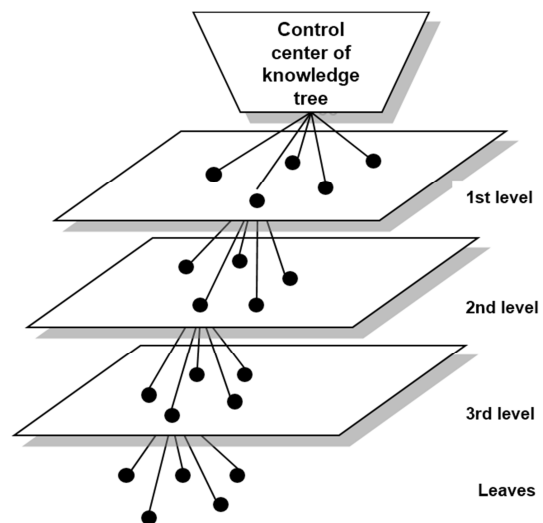 Control
center of
knowledge
tree
1st level
2nd level
3rd level
Leaves